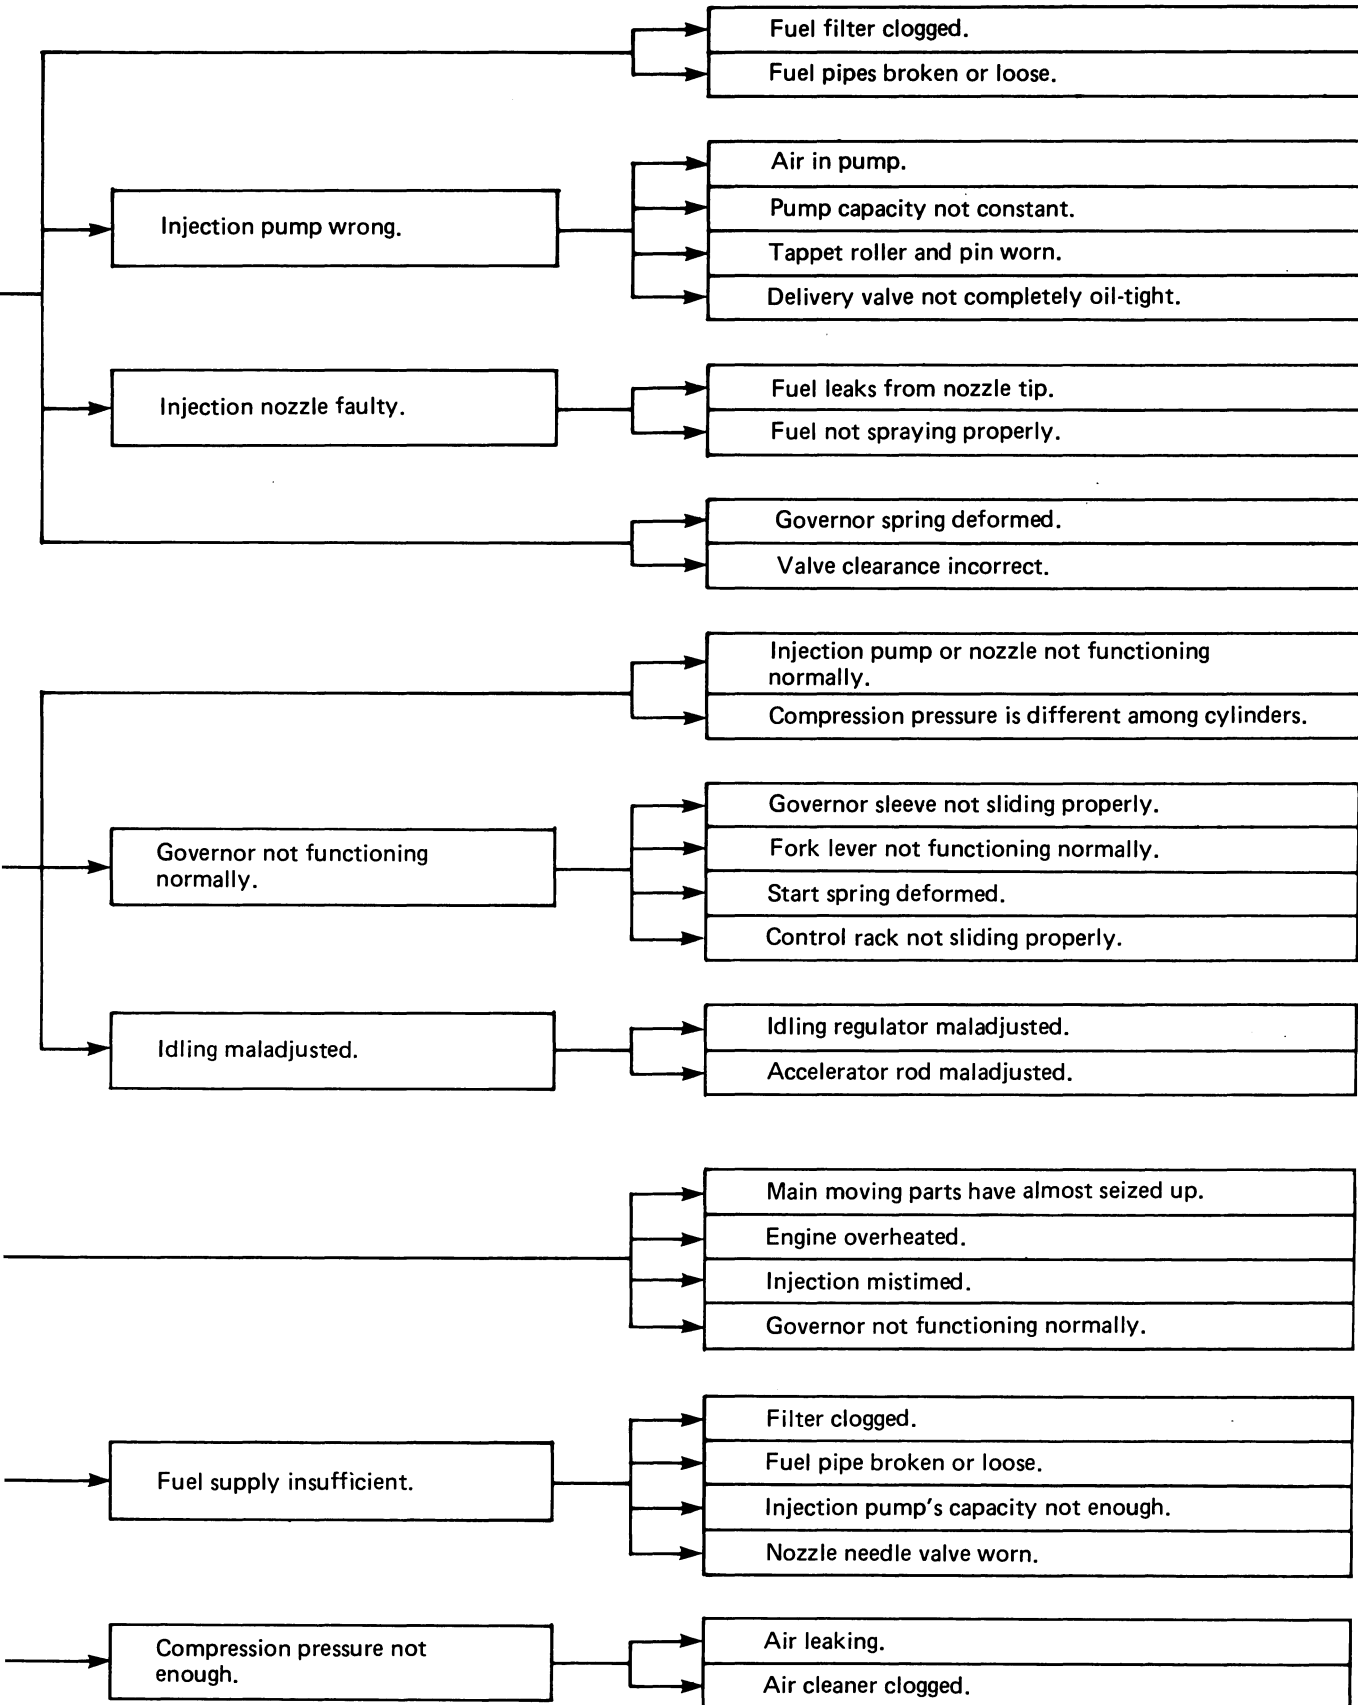 Fuel filter clogged.
Fuel pipes broken or loose.
Injection pump wrong.
Air in pump.
Pump capacity not constant.
Tappet roller and pin worn.
Delivery valve not completely oil-tight.
Injection nozzle faulty.
Fuel leaks from nozzle tip.
Fuel not spraying properly.
Governor spring deformed.
Valve clearance incorrect.
Injection pump or nozzle not functioning
normally.
Compression pressure is different among cylinders.
Governor not functioning
normally.
Governor sleeve not sliding properly.
Fork lever not functioning normally.
Start spring deformed.
Control rack not sliding properly.
Idling maladjusted.
Idling regulator maladjusted.
Accelerator rod maladjusted.
Main moving parts have almost seized up.
Engine overheated.
Injection mistimed.
Governor not functioning normally.
Fuel supply insufficient.
Filter clogged.
Fuel pipe broken or loose.
Injection pump's capacity not enough.
Nozzle needle valve worn.
Compression pressure not
enough.
Air leaking.
Air cleaner clogged.